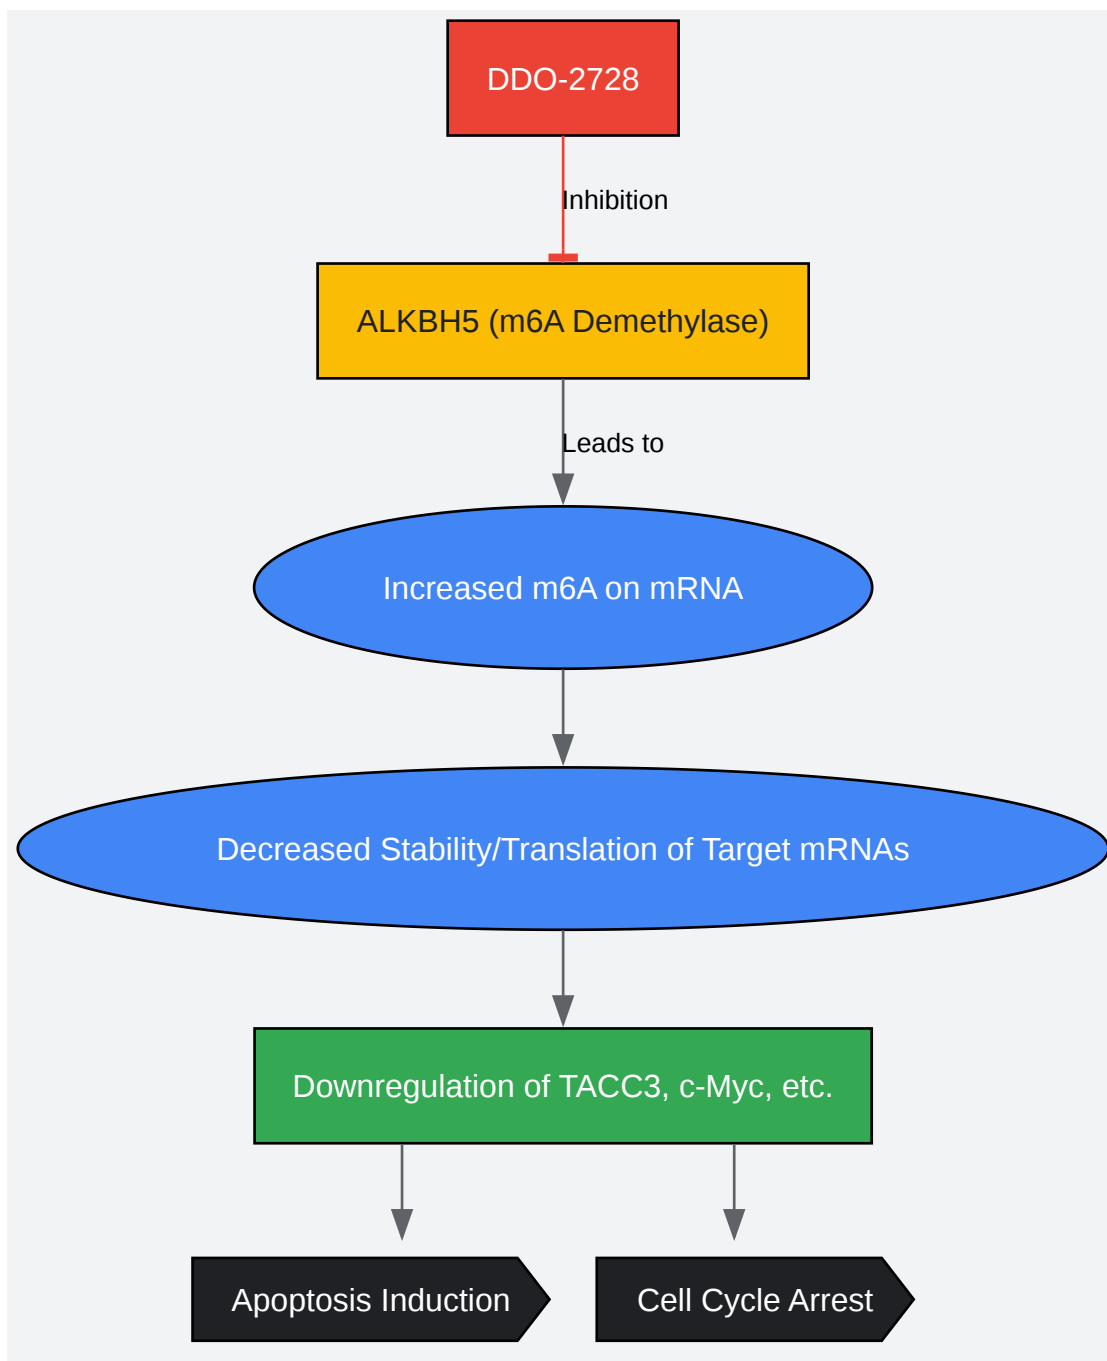 DDO-2728
Inhibition
ALKBH5 (m6A Demethylase)
Leads to
Increased m6A on mRNA
Decreased Stability/Translation of Target mRNAs
Downregulation of TACC3, c-Myc, etc.
Apoptosis Induction
Cell Cycle Arrest